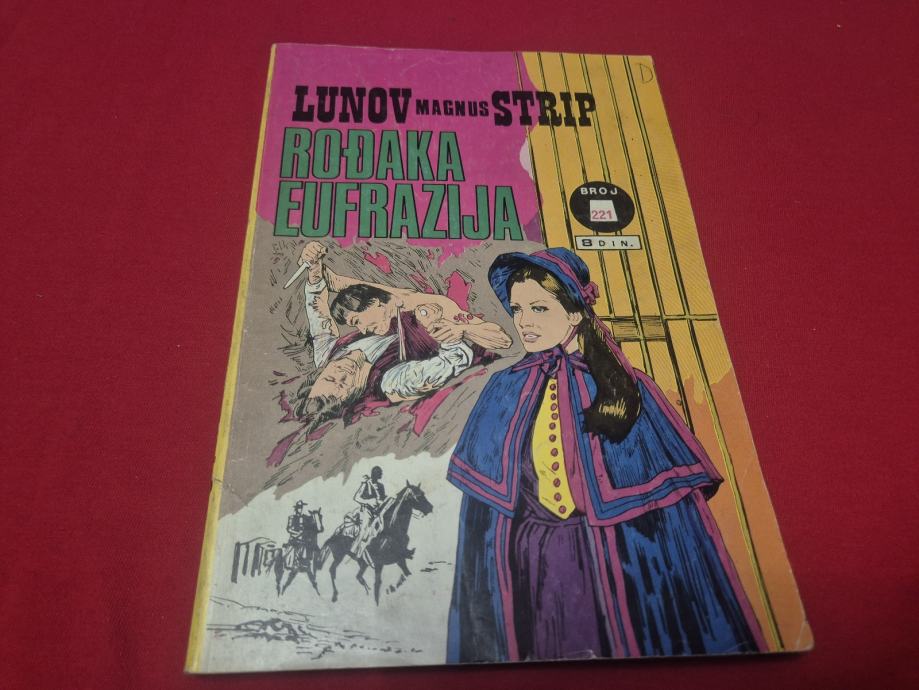 D
LUNOV MAGNUS STRIP
ROĐAKA
EUFRAZIJA
BROJ
221
8 DIN.